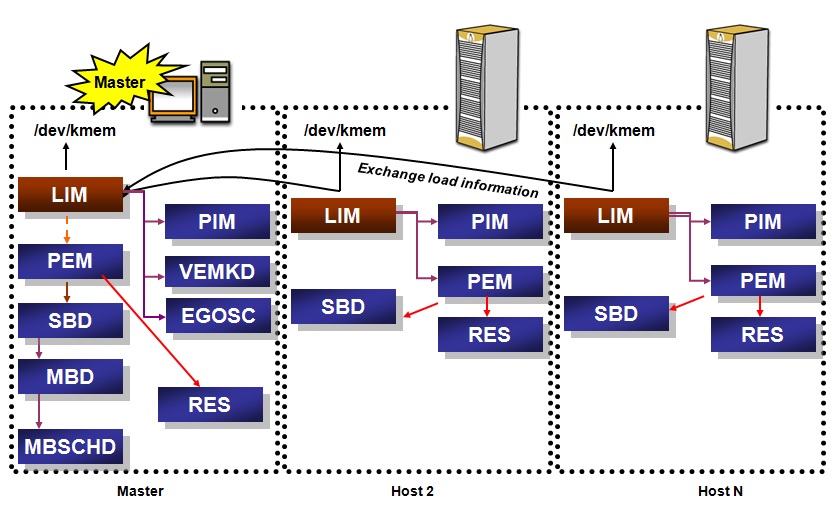 Master
/dev/kmem
/dev/kmem
/dev/kmem
Exchange load information
LIM
PIM
PEM
VEMKD
SBD
EGOSC
MBD
RES
MBSCHD
LIM
PIM
PEM
SBD
RES
LIM
PIM
PEM
SBD
RES
Master
Host 2
Host N